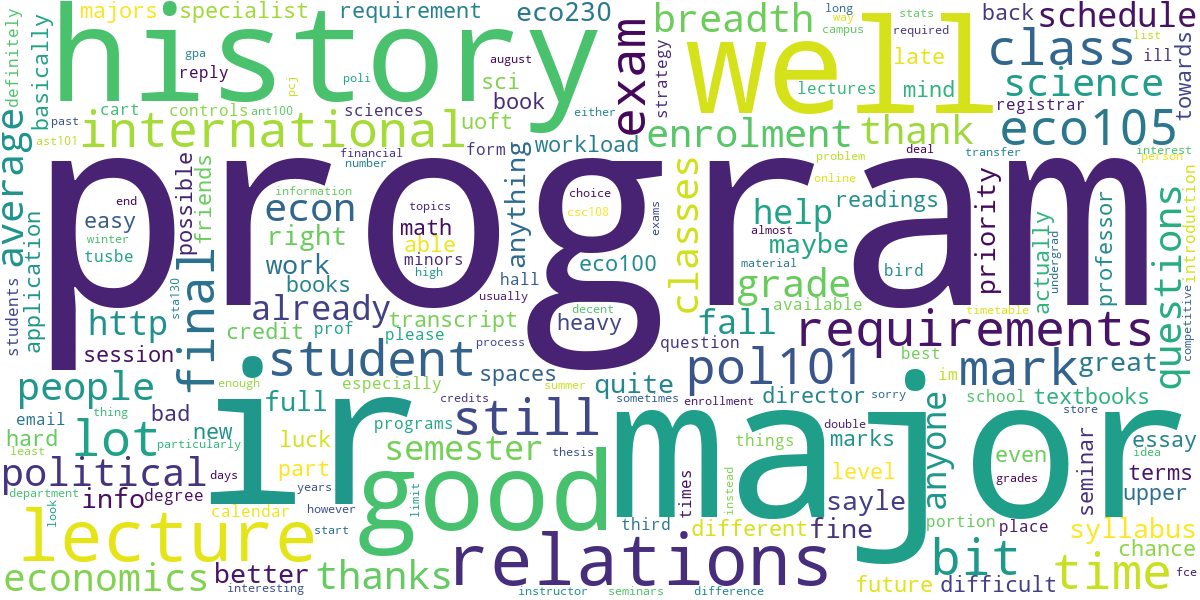 majors specialist requirement eco230
history
breadth well
long stats way campus required
back schedule
definitely
basically
reply gpa pcj poli august
sci book
exam strategy
class late list ill towards
science lectures mind registrar
cart controls ant100 sciences either
past ast101
international uoft
form workload
enrolment thank eco105
average
program
financial number
possible friends
information
end easy winter tusbe
econ right work books
choice topics math csc108 able minors high
anything
hall eco100 usually decent heavy
exams
classes
almost material
help maybe
problem online deal
readings bird
grade available
transfer interest person
priority
actually undergrad
professor
introduction questions
timetable competitive
students application
sta130
http session
final
already
credit prof please transcript
process question
fall
requirements
best im
great
people
student spaces quite
pol101 mark
enough especially credits summer sometimes enrollment
director double sorry
school textbooks store
email thing bad
ir
full programs
still
major
hard lot new particularly least
luck part
semester thesis
things instead
marks level sayle
anyone
even idea grades
seminar
essay terms upper
political days
info degree
department look calendar
years however start
good limit
third times
different fine
portion place
syllabus
lecture
relations
bit chance
economics better interesting
thanks
instructor seminars difference
future difficult time fce